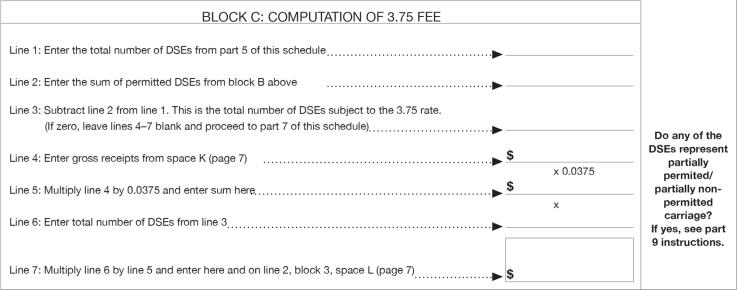 BLOCK C: COMPUTATION OF 3.75 FEE
Line 1: Enter the total number of DSEs from part 5 of this schedule
Line 2: Enter the sum of permitted DSEs from block B above
Line 3: Subtract line 2 from line 1. This is the total number of DSEs subject to the 3.75 rate.
(If zero, leave lines 4–7 blank and proceed to part 7 of this schedule)
Line 4: Enter gross receipts from space K (page 7)
$
x 0.0375
Line 5: Multiply line 4 by 0.0375 and enter sum here
$
x
Line 6: Enter total number of DSEs from line 3
Line 7: Multiply line 6 by line 5 and enter here and on line 2, block 3, space L (page 7)
$
Do any of the
DSEs represent
partially
permited/
partially non-
permitted
carriage?
If yes, see part
9 instructions.